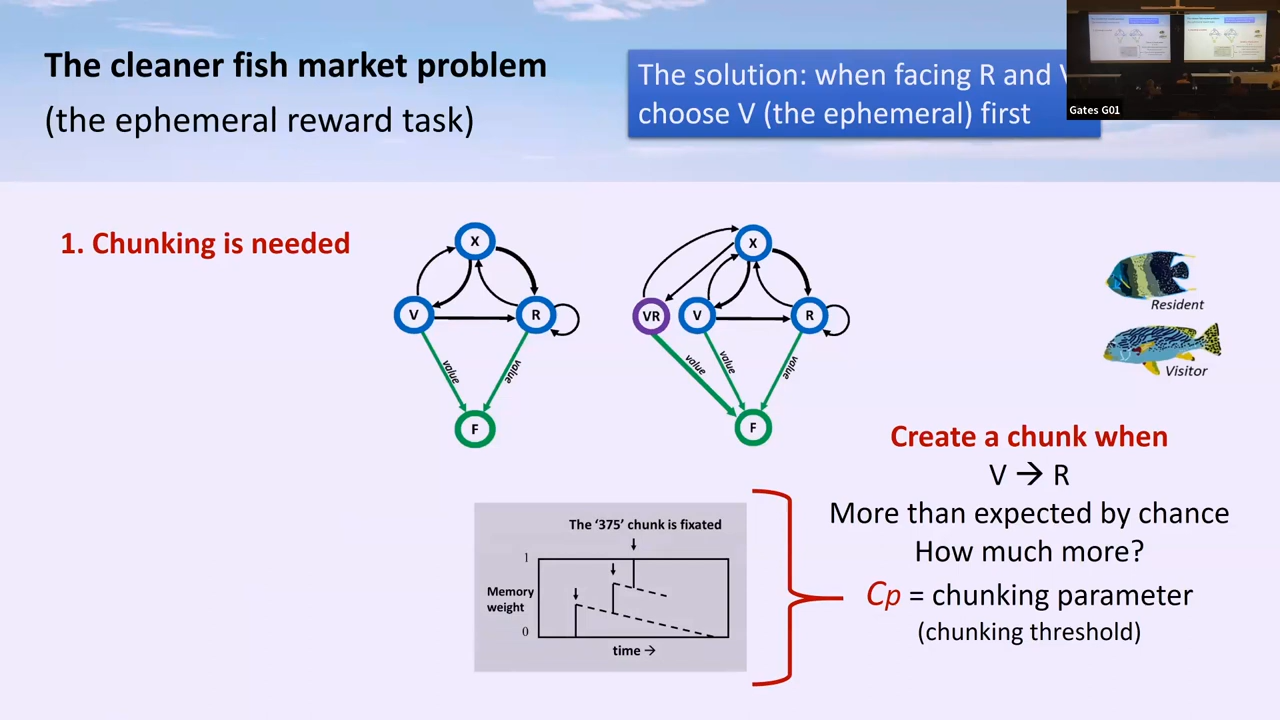 The cleaner fish market problem
(the ephemeral reward task)
The solution: when facing R and
choose V (the ephemeral) first
Gates G01
1. Chunking is needed
X
V
R
value
value
F
X
VR
V
R
value
value
value
F
Resident
Visitor
Create a chunk when
V → R
More than expected by chance
How much more?
Cp = chunking parameter
(chunking threshold)
The ‘375’ chunk is fixated
1
Memory
weight
0
time →